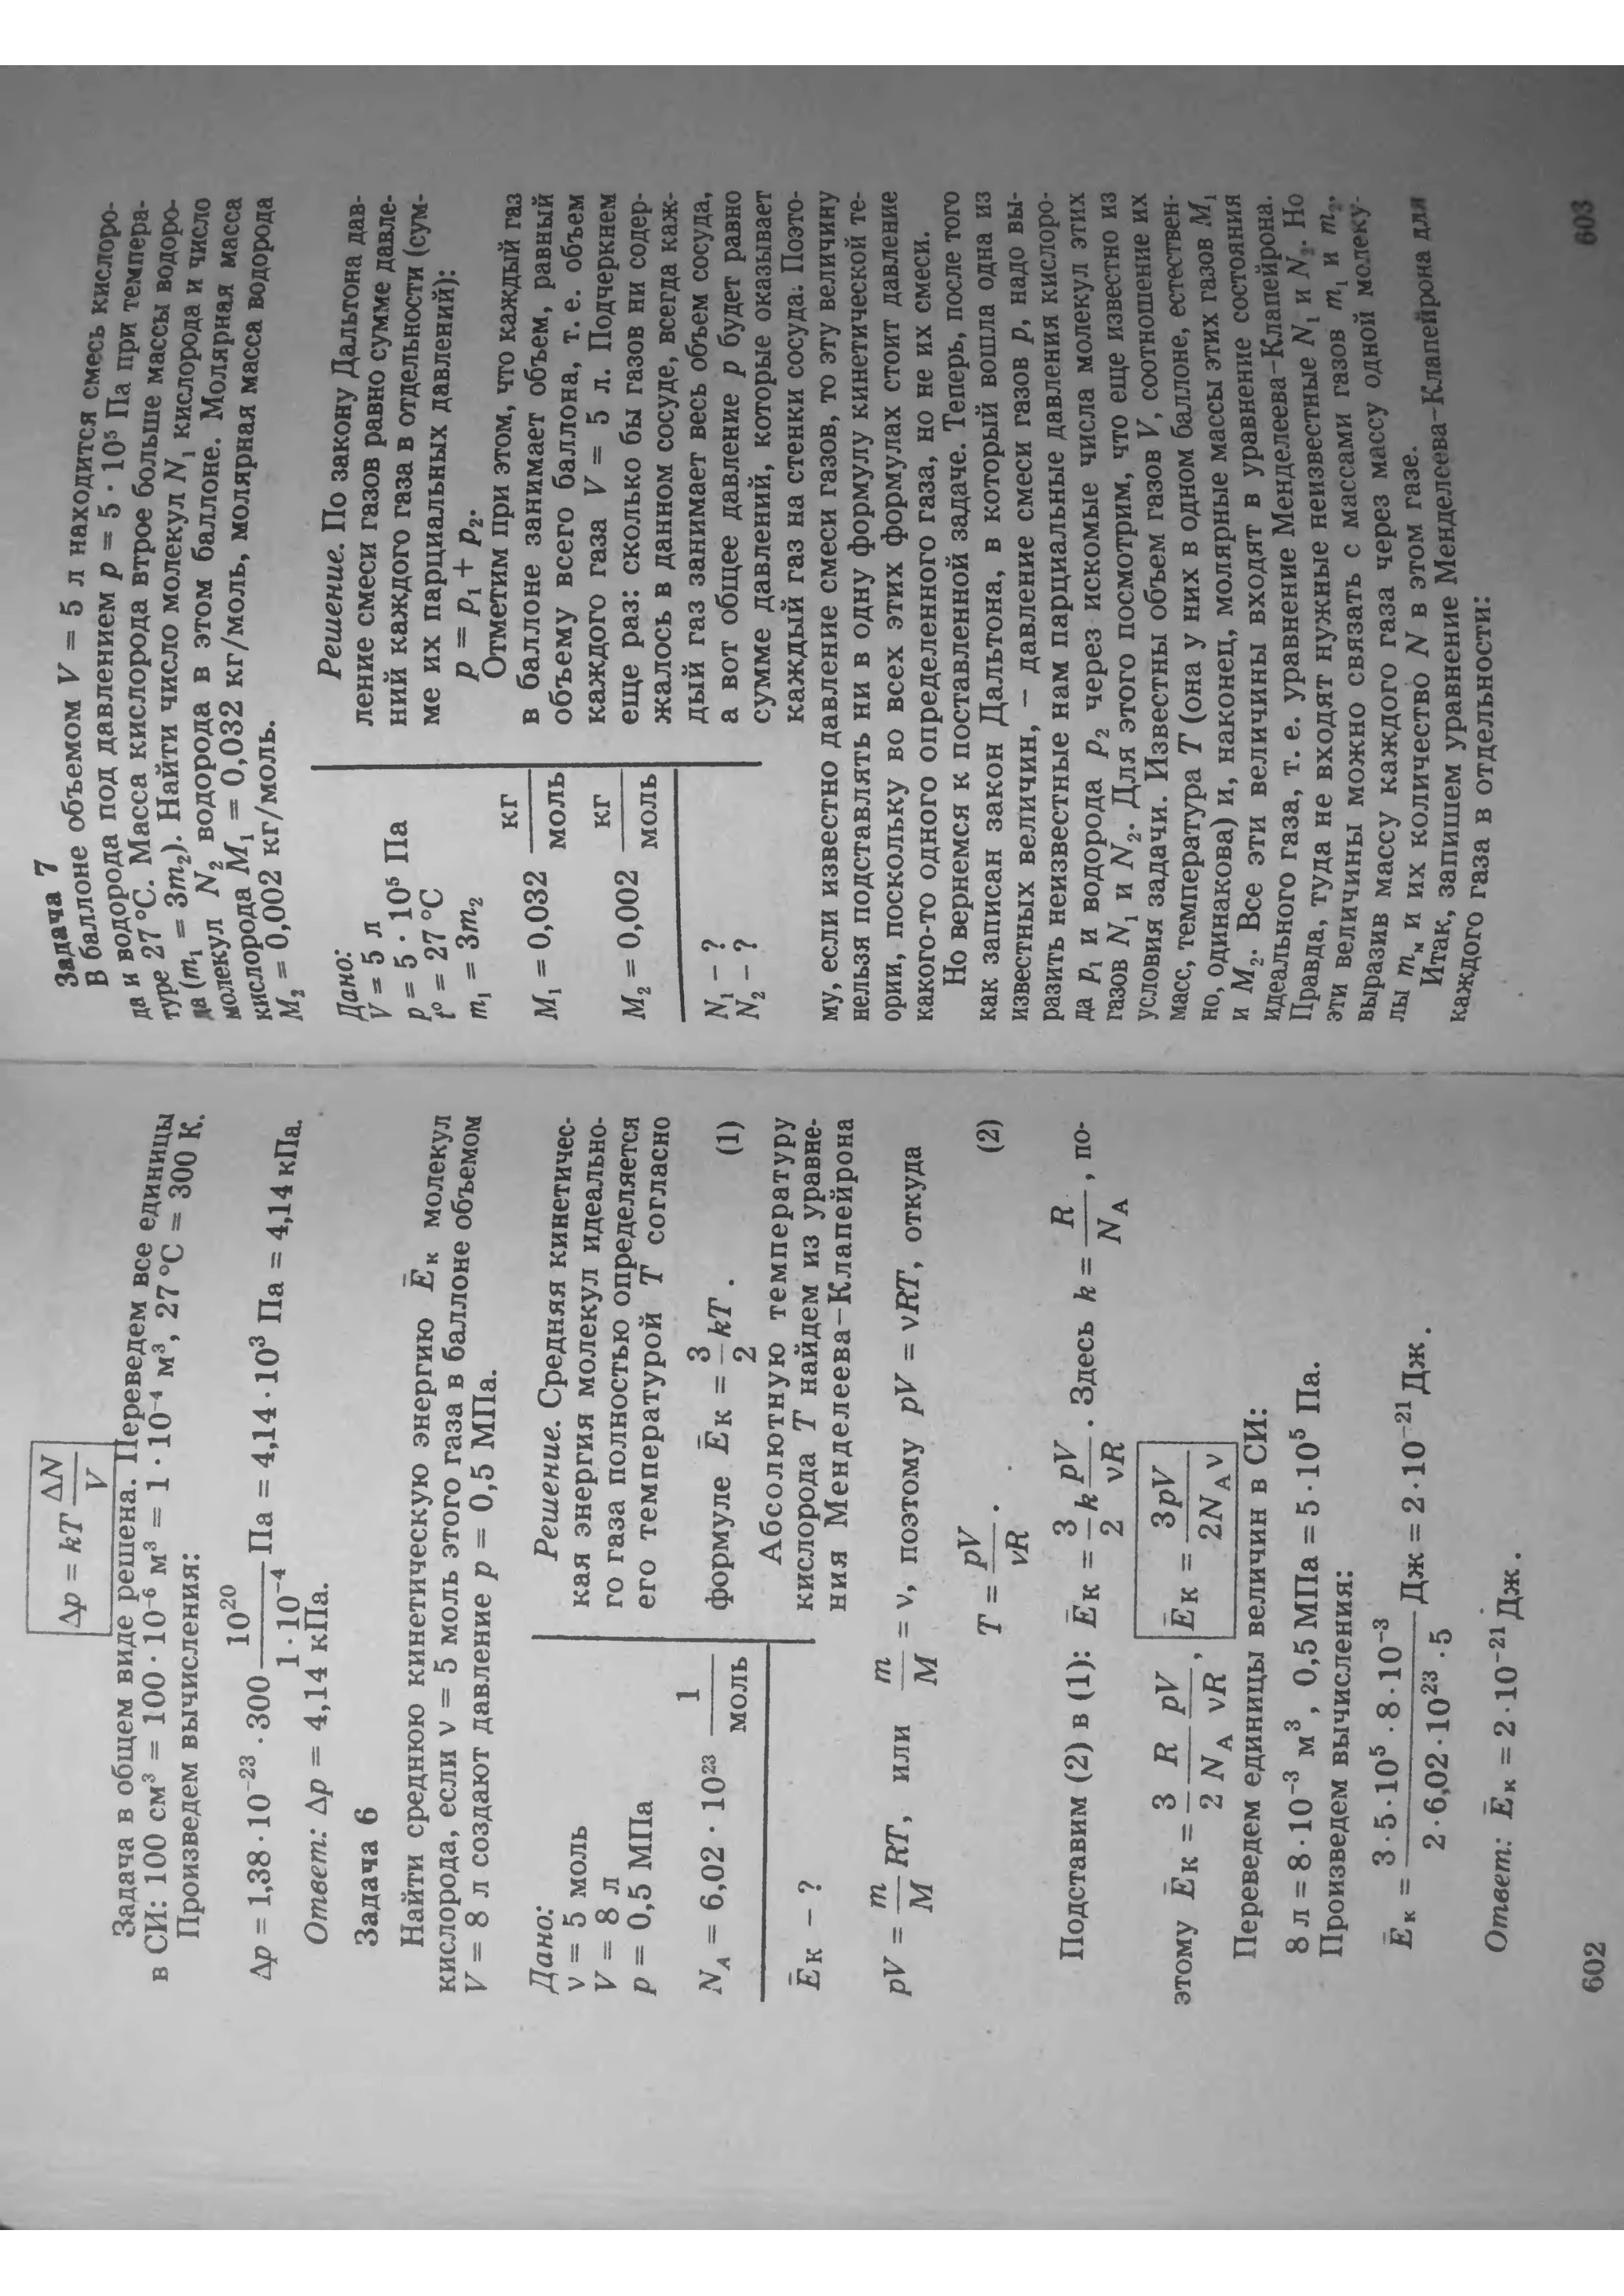 Δp = kT ΔN/V
Задача в общем виде решена. Переведем все единицы
в СИ: 100 см³ = 100 · 10⁻⁶ м³ = 1 · 10⁻⁴ м³, 27 °С = 300 К.
Произведем вычисления:
Δp = 1,38 · 10⁻²³ · 300 10²⁰/1 · 10⁻⁴ Па = 4,14 · 10³ Па = 4,14 кПа.
Ответ: Δp = 4,14 кПа.
Задача 6
Найти среднюю кинетическую энергию Ēк молекул
кислорода, если ν = 5 моль этого газа в баллоне объемом
V = 8 л создают давление p = 0,5 МПа.
Дано:
ν = 5 моль
V = 8 л
p = 0,5 МПа
N_A = 6,02 · 10²³ 1/моль
Ēк – ?
Решение. Средняя кинетичес-
кая энергия молекул идеально-
го газа полностью определяется
его температурой T согласно
формуле Ēк = 3/2 kT. (1)
Абсолютную температуру
кислорода T найдем из уравне-
ния Менделеева–Клапейрона
pV = m/M RT, или m/M = ν, поэтому pV = νRT, откуда
T = pV/νR. (2)
Подставим (2) в (1): Ēк = 3/2 k pV/νR. Здесь k = R/N_A, по-
этому Ēк = 3/2 R/N_A pV/νR, Ēк = 3pV/2N_Aν
Переведем единицы величин в СИ:
8 л = 8 · 10⁻³ м³, 0,5 МПа = 5 · 10⁵ Па.
Произведем вычисления:
Ēк = 3 · 5 · 10⁵ · 8 · 10⁻³/2 · 6,02 · 10²³ · 5 Дж = 2 · 10⁻²¹ Дж.
Ответ: Ēк = 2 · 10⁻²¹ Дж.
602
Задача 7
В баллоне объемом V = 5 л находится смесь кислоро-
да и водорода под давлением p = 5 · 10⁵ Па при темпера-
туре 27 °С. Масса кислорода втрое больше массы водоро-
да (m₁ = 3m₂). Найти число молекул N₁ кислорода и число
молекул N₂ водорода в этом баллоне. Молярная масса
кислорода M₁ = 0,032 кг/моль, молярная масса водорода
M₂ = 0,002 кг/моль.
Дано:
V = 5 л
p = 5 · 10⁵ Па
t° = 27 °С
m₁ = 3m₂
M₁ = 0,032 кг/моль
M₂ = 0,002 кг/моль
N₁ – ?
N₂ – ?
Решение. По закону Дальтона дав-
ление смеси газов равно сумме давле-
ний каждого газа в отдельности (сум-
ме их парциальных давлений):
p = p₁ + p₂.
Отметим при этом, что каждый газ
в баллоне занимает объем, равный
объему всего баллона, т. е. объем
каждого газа V = 5 л. Подчеркнем
еще раз: сколько бы газов ни содер-
жалось в данном сосуде, всегда каж-
дый газ занимает весь объем сосуда,
а вот общее давление p будет равно
сумме давлений, которые оказывает
каждый газ на стенки сосуда. Поэто-
му, если известно давление смеси газов, то эту величину
нельзя подставлять ни в одну формулу кинетической те-
ории, поскольку во всех этих формулах стоит давление
какого-то одного определенного газа, но не их смеси.
Но вернемся к поставленной задаче. Теперь, после того
как записан закон Дальтона, в который вошла одна из
известных величин, – давление смеси газов p, надо вы-
разить неизвестные нам парциальные давления кислоро-
да p₁ и водорода p₂ через искомые числа молекул этих
газов N₁ и N₂. Для этого посмотрим, что еще известно из
условия задачи. Известны объем газов V, соотношение их
масс, температура T (она у них в одном баллоне, естествен-
но, одинакова) и, наконец, молярные массы этих газов M₁
и M₂. Все эти величины входят в уравнение состояния
идеального газа, т. е. уравнение Менделеева–Клапейрона.
Правда, туда не входят нужные неизвестные N₁ и N₂. Но
эти величины можно связать с массами газов m₁ и m₂,
выразив массу каждого газа через массу одной молеку-
лы mм и их количество N в этом газе.
Итак, запишем уравнение Менделеева–Клапейрона для
каждого газа в отдельности:
603